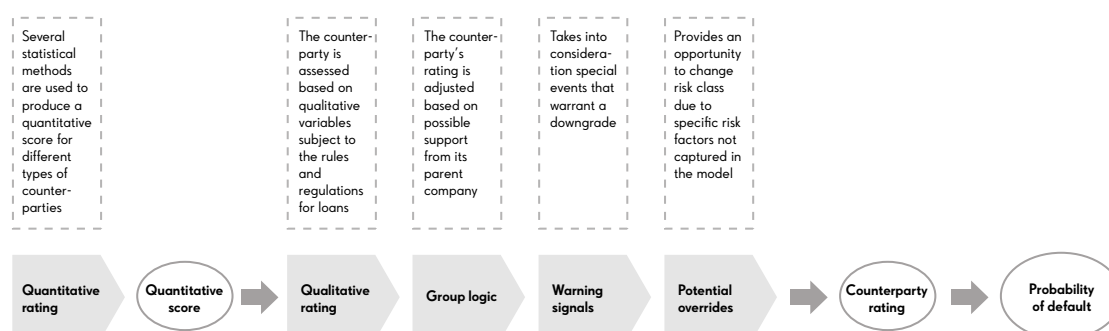 Several
statistical
methods
are used to
produce a
quantitative
score for
different
types of
counter-
parties
The counter-
party is
assessed
based on
qualitative
variables
subject to
the rules
and
regulations
for loans
The counter-
party's
rating is
adjusted
based on
possible
support
from its
parent
company
Takes into
considera-
tion special
events that
warrant a
downgrade
Provides an
opportunity
to change
risk class
due to
specific risk
factors not
captured in
the model
Quantitative
rating
Quantitative
score
Qualitative
rating
Group logic
Warning
signals
Potential
overrides
Counterparty
rating
Probability
of default